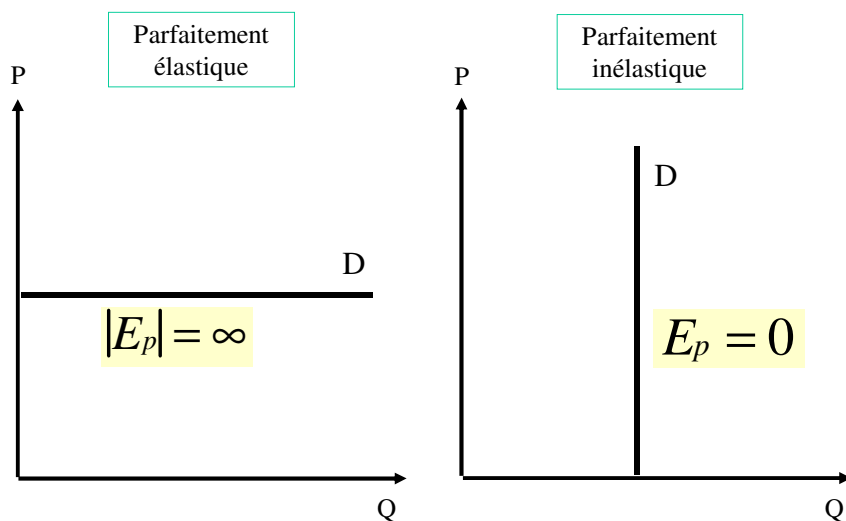 Parfaitement
élastique
P
D
|Eₚ| = ∞
Q
Parfaitement
inélastique
P
D
Eₚ = 0
Q